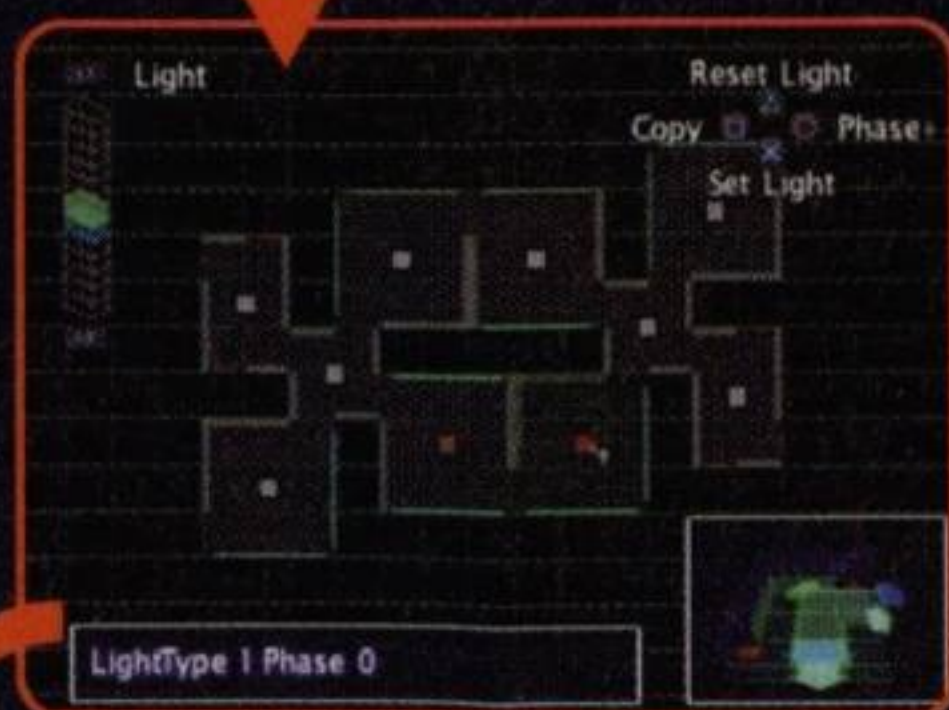 Light
Reset Light
Copy Phase+
Set Light
LightType 1 Phase 0